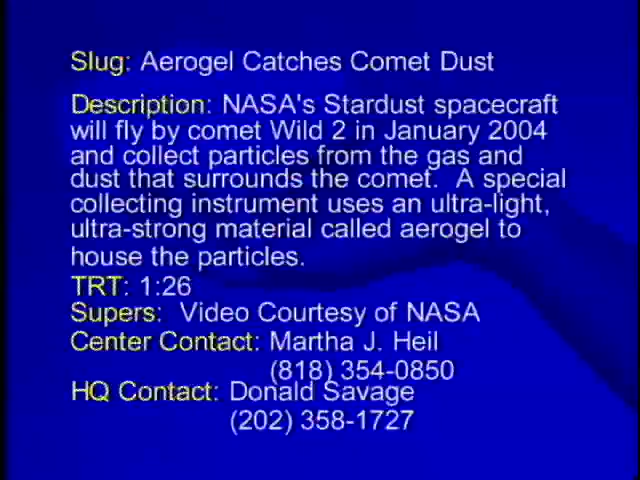 Slug: Aerogel Catches Comet Dust
Description: NASA's Stardust spacecraft
will fly by comet Wild 2 in January 2004
and collect particles from the gas and
dust that surrounds the comet.  A special
collecting instrument uses an ultra-light,
ultra-strong material called aerogel to
house the particles.
TRT: 1:26
Supers:  Video Courtesy of NASA
Center Contact: Martha J. Heil
(818) 354-0850
HQ Contact: Donald Savage
(202) 358-1727